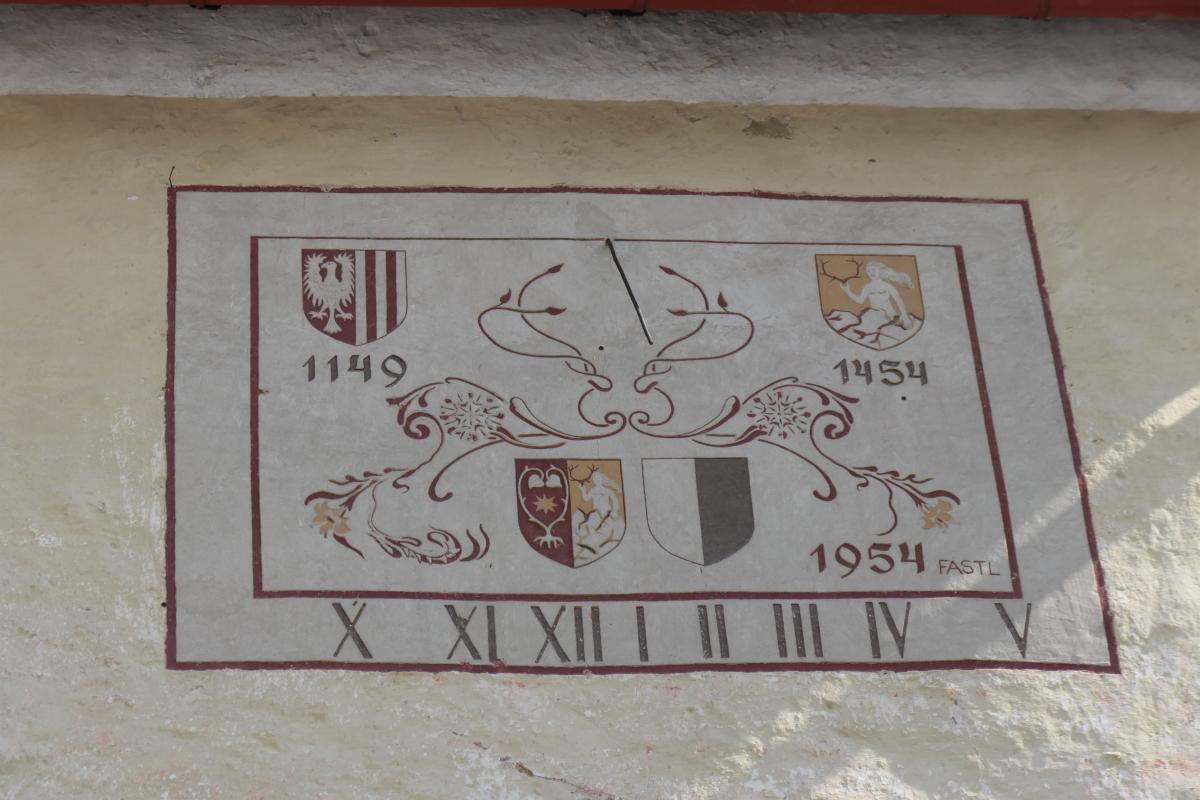 1149
1454
1954 FASTL
X XI XII I II III IV V